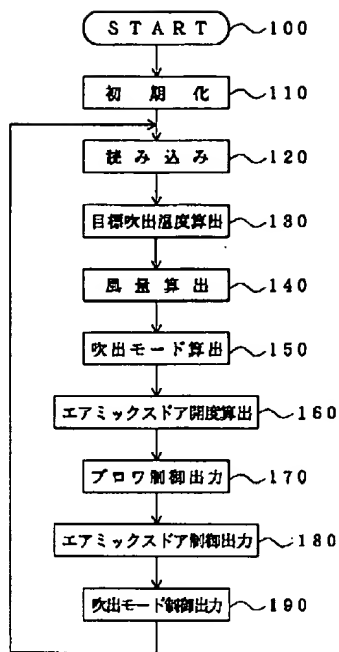 START 100
初期化 110
読み込み 120
目標吹出温度算出 130
風量算出 140
吹出モード算出 150
エアミックスドア開度算出 160
ブロワ制御出力 170
エアミックスドア制御出力 180
吹出モード制御出力 190